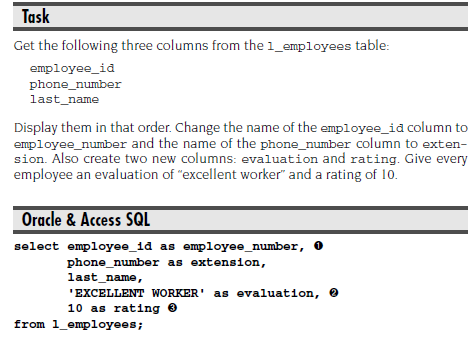 Task
Get the following three columns from the l_employees table:
employee_id
phone_number
last_name
Display them in that order. Change the name of the employee_id column to
employee_number and the name of the phone_number column to exten-
sion. Also create two new columns: evaluation and rating. Give every
employee an evaluation of “excellent worker” and a rating of 10.
Oracle & Access SQL
select employee_id as employee_number, ❶
phone_number as extension,
last_name,
'EXCELLENT WORKER' as evaluation, ❷
10 as rating ❸
from l_employees;